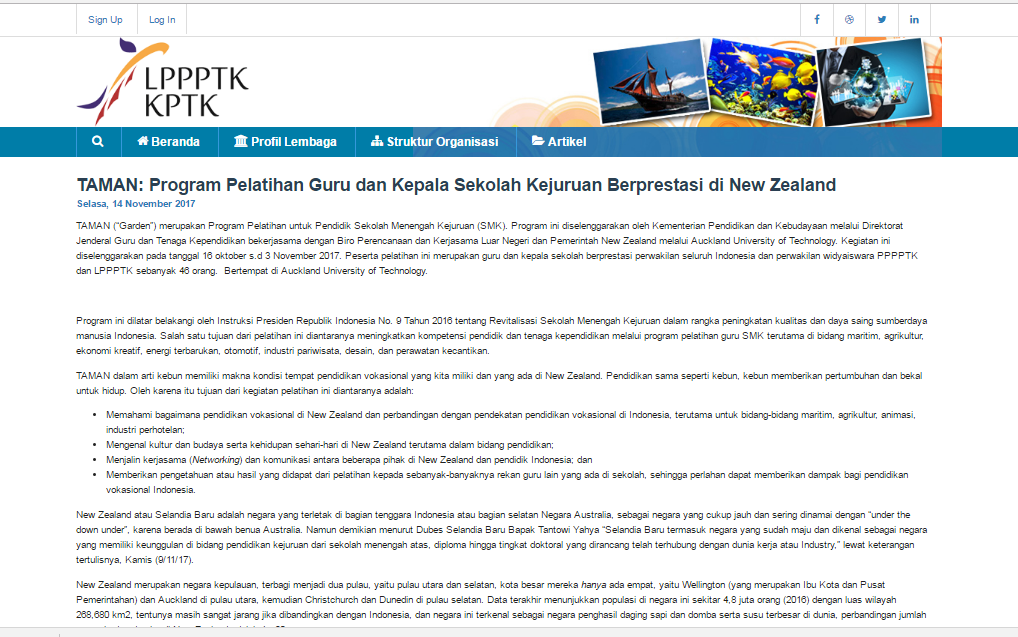 Sign Up
Log In
LPPPTK
KPTK
Beranda
Profil Lembaga
Struktur Organisasi
Artikel
TAMAN: Program Pelatihan Guru dan Kepala Sekolah Kejuruan Berprestasi di New Zealand
Selasa, 14 November 2017
TAMAN ("Garden") merupakan Program Pelatihan untuk Pendidik Sekolah Menengah Kejuruan (SMK). Program ini diselenggarakan oleh Kementerian Pendidikan dan Kebudayaan melalui Direktorat
Jenderal Guru dan Tenaga Kependidikan bekerjasama dengan Biro Perencanaan dan Kerjasama Luar Negeri dan Pemerintah New Zealand melalui Auckland University of Technology. Kegiatan ini
diselenggarakan pada tanggal 16 oktober s.d 3 November 2017. Peserta pelatihan ini merupakan guru dan kepala sekolah berprestasi perwakilan seluruh Indonesia dan perwakilan widyaiswara PPPPTK
dan LPPPTK sebanyak 46 orang. Bertempat di Auckland University of Technology.
Program ini dilatar belakangi oleh Instruksi Presiden Republik Indonesia No. 9 Tahun 2016 tentang Revitalisasi Sekolah Menengah Kejuruan dalam rangka peningkatan kualitas dan daya saing sumberdaya
manusia Indonesia. Salah satu tujuan dari pelatihan ini diantaranya meningkatkan kompetensi pendidik dan tenaga kependidikan melalui program pelatihan guru SMK terutama di bidang maritim, agrikultur,
ekonomi kreatif, energi terbarukan, otomotif, industri pariwisata, desain, dan perawatan kecantikan.
TAMAN dalam arti kebun memiliki makna kondisi tempat pendidikan vokasional yang kita miliki dan yang ada di New Zealand. Pendidikan sama seperti kebun, kebun memberikan pertumbuhan dan bekal
untuk hidup. Oleh karena itu tujuan dari kegiatan pelatihan ini diantaranya adalah:
• Memahami bagaimana pendidikan vokasional di New Zealand dan perbandingan dengan pendekatan pendidikan vokasional di Indonesia, terutama untuk bidang-bidang maritim, agrikultur, animasi,
industri perhotelan;
• Mengenal kultur dan budaya serta kehidupan sehari-hari di New Zealand terutama dalam bidang pendidikan;
• Menjalin kerjasama (Networking) dan komunikasi antara beberapa pihak di New Zealand dan pendidik Indonesia; dan
• Memberikan pengetahuan atau hasil yang didapat dari pelatihan kepada sebanyak-banyaknya rekan guru lain yang ada di sekolah, sehingga perlahan dapat memberikan dampak bagi pendidikan
vokasional Indonesia.
New Zealand atau Selandia Baru adalah negara yang terletak di bagian tenggara Indonesia atau bagian selatan Negara Australia, sebagai negara yang cukup jauh dan sering dinamai dengan "under the
down under", karena berada di bawah benua Australia. Namun demikian menurut Dubes Selandia Baru Bapak Tantowi Yahya "Selandia Baru termasuk negara yang sudah maju dan dikenal sebagai negara
yang memiliki keunggulan di bidang pendidikan kejuruan dari sekolah menengah atas, diploma hingga tingkat doktoral yang dirancang telah terhubung dengan dunia kerja atau Industry," lewat keterangan
tertulisnya, Kamis (9/11/17).
New Zealand merupakan negara kepulauan, terbagi menjadi dua pulau, yaitu pulau utara dan selatan, kota besar mereka hanya ada empat, yaitu Wellington (yang merupakan Ibu Kota dan Pusat
Pemerintahan) dan Auckland di pulau utara, kemudian Christchurch dan Dunedin di pulau selatan. Data terakhir menunjukkan populasi di negara ini sekitar 4,8 juta orang (2016) dengan luas wilayah
268,680 km2, tentunya masih sangat jarang jika dibandingkan dengan Indonesia, dan negara ini terkenal sebagai negara penghasil daging sapi dan domba serta susu terbesar di dunia, perbandingan jumlah